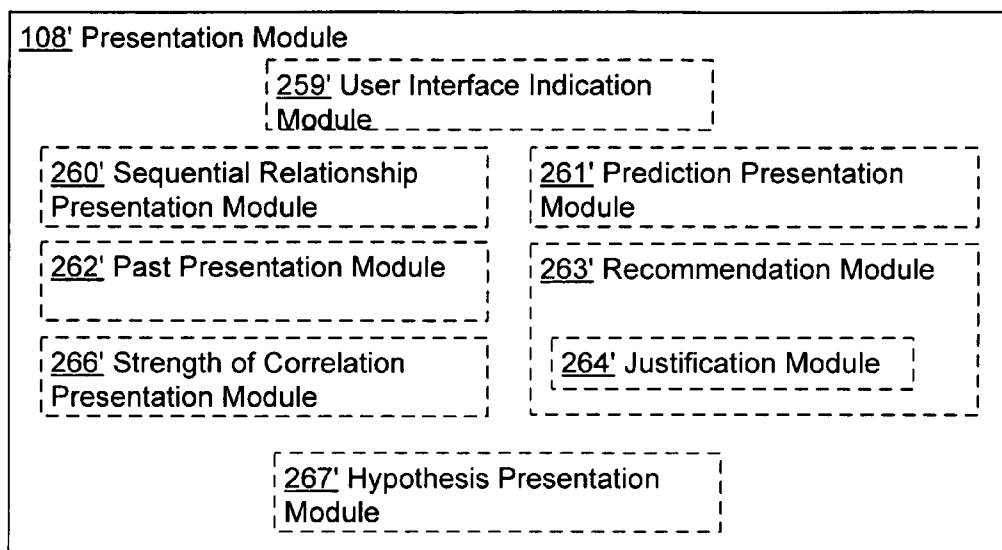 108' Presentation Module
259' User Interface Indication
Module
260' Sequential Relationship
Presentation Module
261' Prediction Presentation
Module
262' Past Presentation Module
263' Recommendation Module
264' Justification Module
266' Strength of Correlation
Presentation Module
267' Hypothesis Presentation
Module